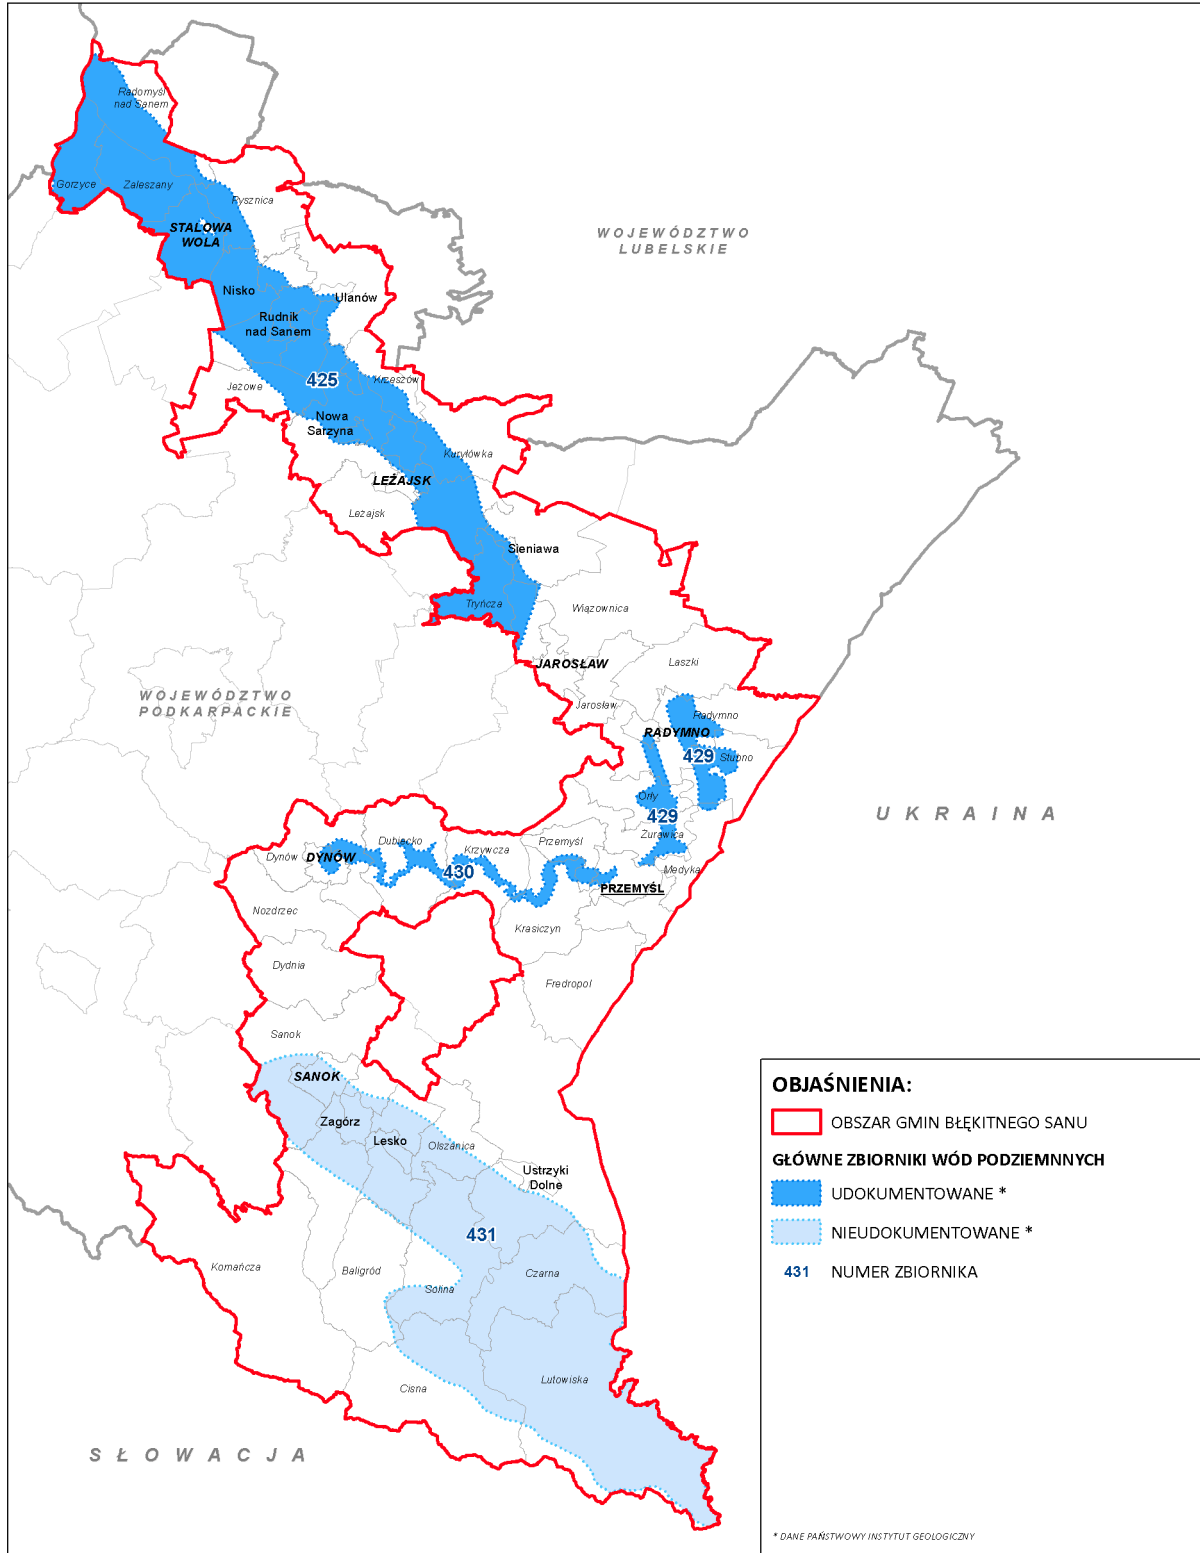 Radomyśl
nad Sanem
Gorzyce
Zaleszany
Pysznica
STALOWA
WOLA
WOJEWÓDZTWO
LUBELSKIE
Nisko
Ulanów
Rudnik
nad Sanem
425
Jeżowe
Krzeszów
Nowa
Sarzyna
Kuryłówka
LEŻAJSK
Leżajsk
Sieniawa
Tryńcza
Wiązownica
JAROSŁAW
Laszki
WOJEWÓDZTWO
PODKARPACKIE
Jarosław
Radymno
RADYMNO
429
Stupno
Orły
429
UKRAINA
Żurawica
Dubiecko
Krzywcza
Przemyśl
Dynów
DYNÓW
430
Medyka
PRZEMYŚL
Nozdrzec
Krasiczyn
Dydnia
Fredropol
Sanok
SANOK
Zagórz
Lesko
Olszanica
Ustrzyki
Dolne
431
Komańcza
Baligród
Solina
Czarna
Cisna
Lutowiska
SŁOWACJA
OBJAŚNIENIA:
OBSZAR GMIN BŁĘKITNEGO SANU
GŁÓWNE ZBIORNIKI WÓD PODZIEMNNYCH
UDOKUMENTOWANE *
NIEUDOKUMENTOWANE *
431 NUMER ZBIORNIKA
* DANE PAŃSTWOWY INSTYTUT GEOLOGICZNY